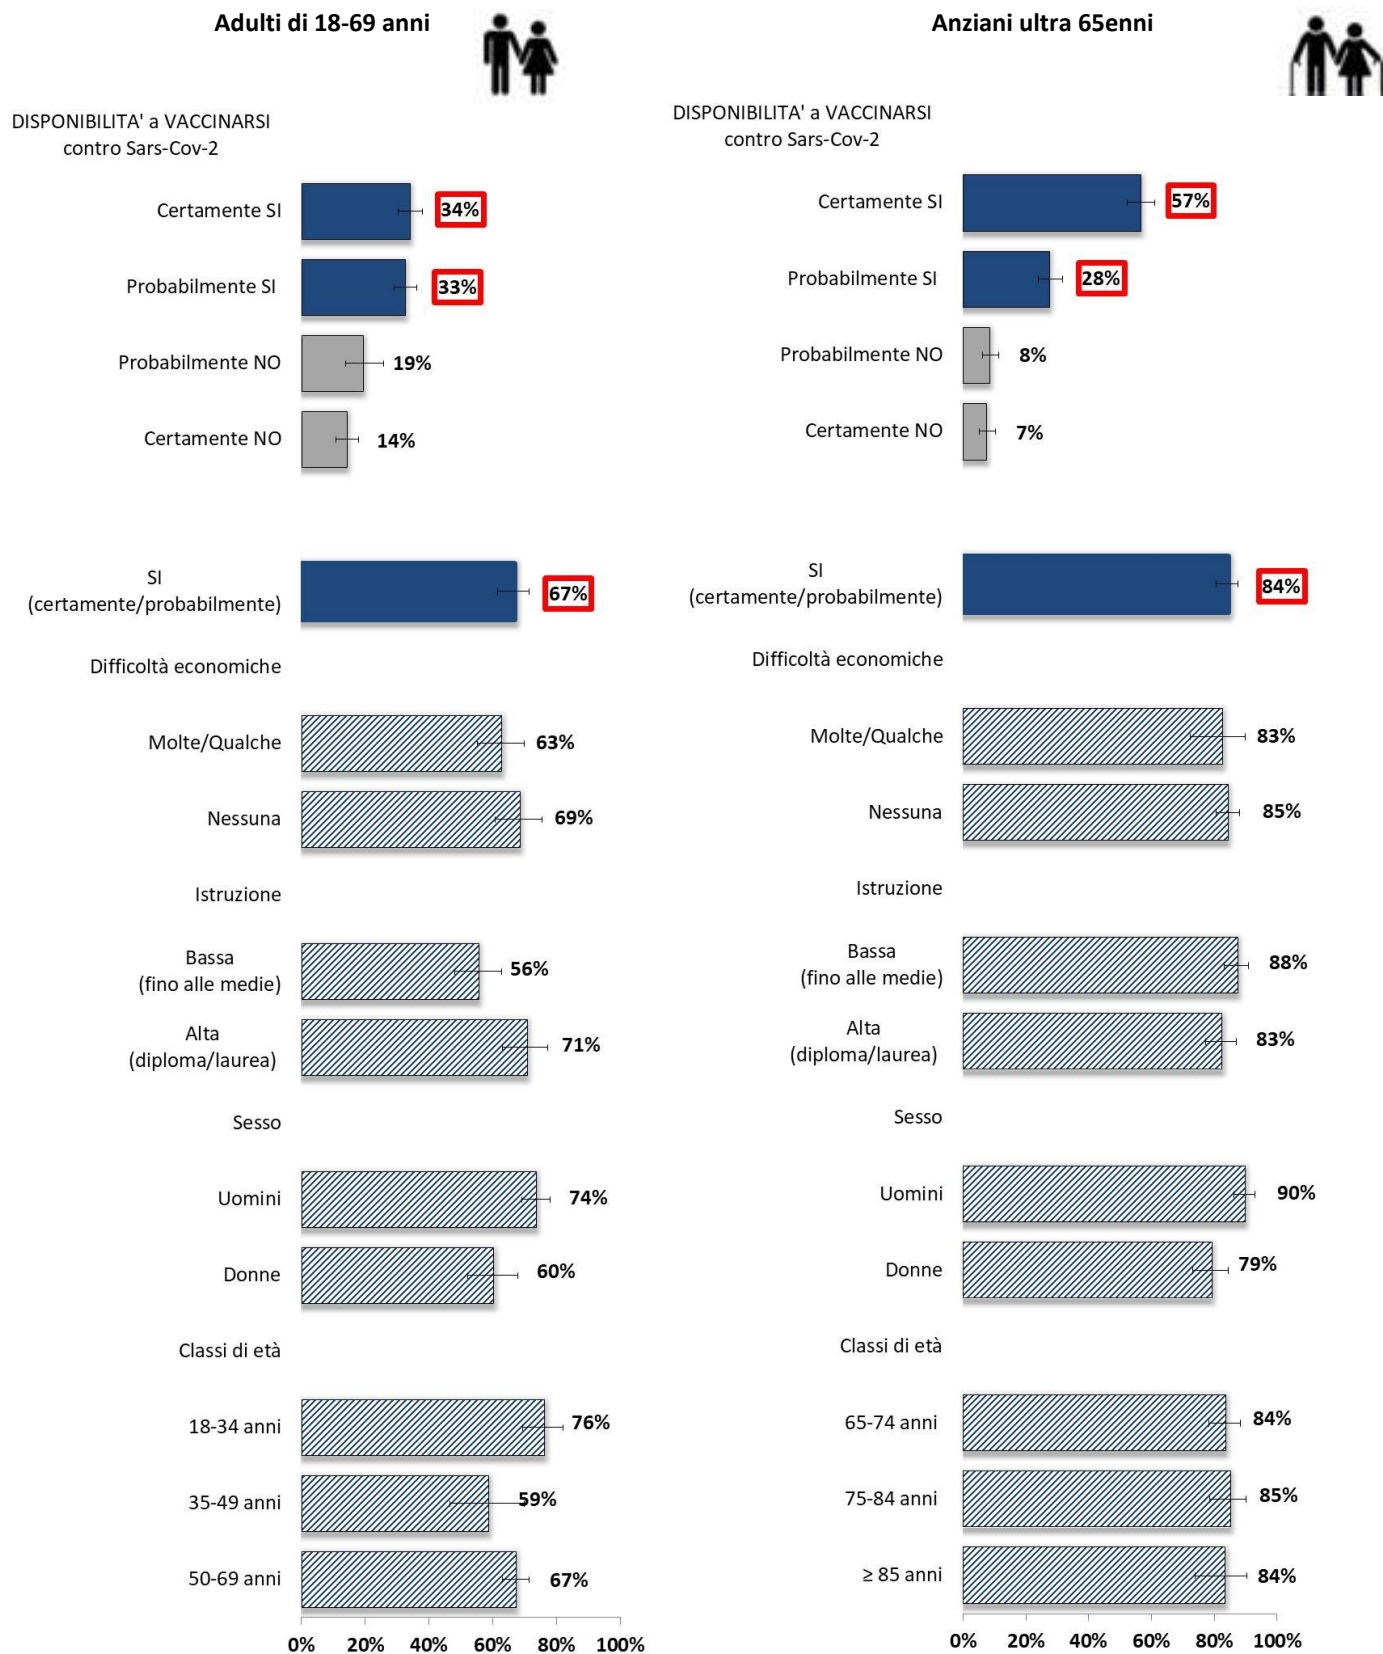 Adulti di 18-69 anni
DISPONIBILITA' a VACCINARSI
contro Sars-Cov-2
Certamente SI
34%
Probabilmente SI
33%
Probabilmente NO
19%
Certamente NO
14%
SI
(certamente/probabilmente)
67%
Difficoltà economiche
Molte/Qualche
63%
Nessuna
69%
Istruzione
Bassa
(fino alle medie)
56%
Alta
(diploma/laurea)
71%
Sesso
Uomini
74%
Donne
60%
Classi di età
18-34 anni
76%
35-49 anni
59%
50-69 anni
67%
0% 20% 40% 60% 80% 100%
Anziani ultra 65enni
DISPONIBILITA' a VACCINARSI
contro Sars-Cov-2
Certamente SI
57%
Probabilmente SI
28%
Probabilmente NO
8%
Certamente NO
7%
SI
(certamente/probabilmente)
84%
Difficoltà economiche
Molte/Qualche
83%
Nessuna
85%
Istruzione
Bassa
(fino alle medie)
88%
Alta
(diploma/laurea)
83%
Sesso
Uomini
90%
Donne
79%
Classi di età
65-74 anni
84%
75-84 anni
85%
≥ 85 anni
84%
0% 20% 40% 60% 80% 100%